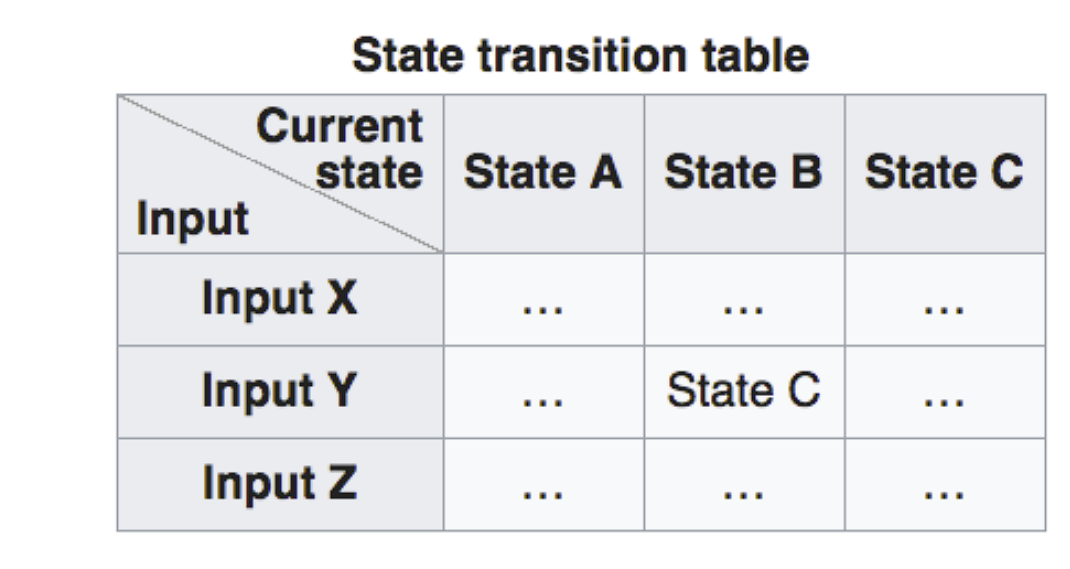 State transition table
Current
state
Input
State A State B State C
Input X ... ... ...
Input Y ... State C ...
Input Z ... ... ...